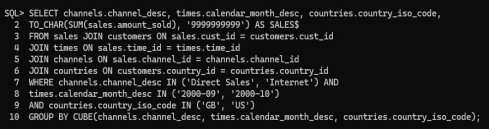 SQL> SELECT channels.channel_desc, times.calendar_month_desc, countries.country_iso_code,
2 TO_CHAR(SUM(sales.amount_sold), '9999999999') AS SALES$
3 FROM sales JOIN customers ON sales.cust_id = customers.cust_id
4 JOIN times ON sales.time_id = times.time_id
5 JOIN channels ON sales.channel_id = channels.channel_id
6 JOIN countries ON customers.country_id = countries.country_id
7 WHERE channels.channel_desc IN ('Direct Sales', 'Internet') AND
8 times.calendar_month_desc IN ('2000-09', '2000-10')
9 AND countries.country_iso_code IN ('GB', 'US')
10 GROUP BY CUBE(channels.channel_desc, times.calendar_month_desc, countries.country_iso_code);